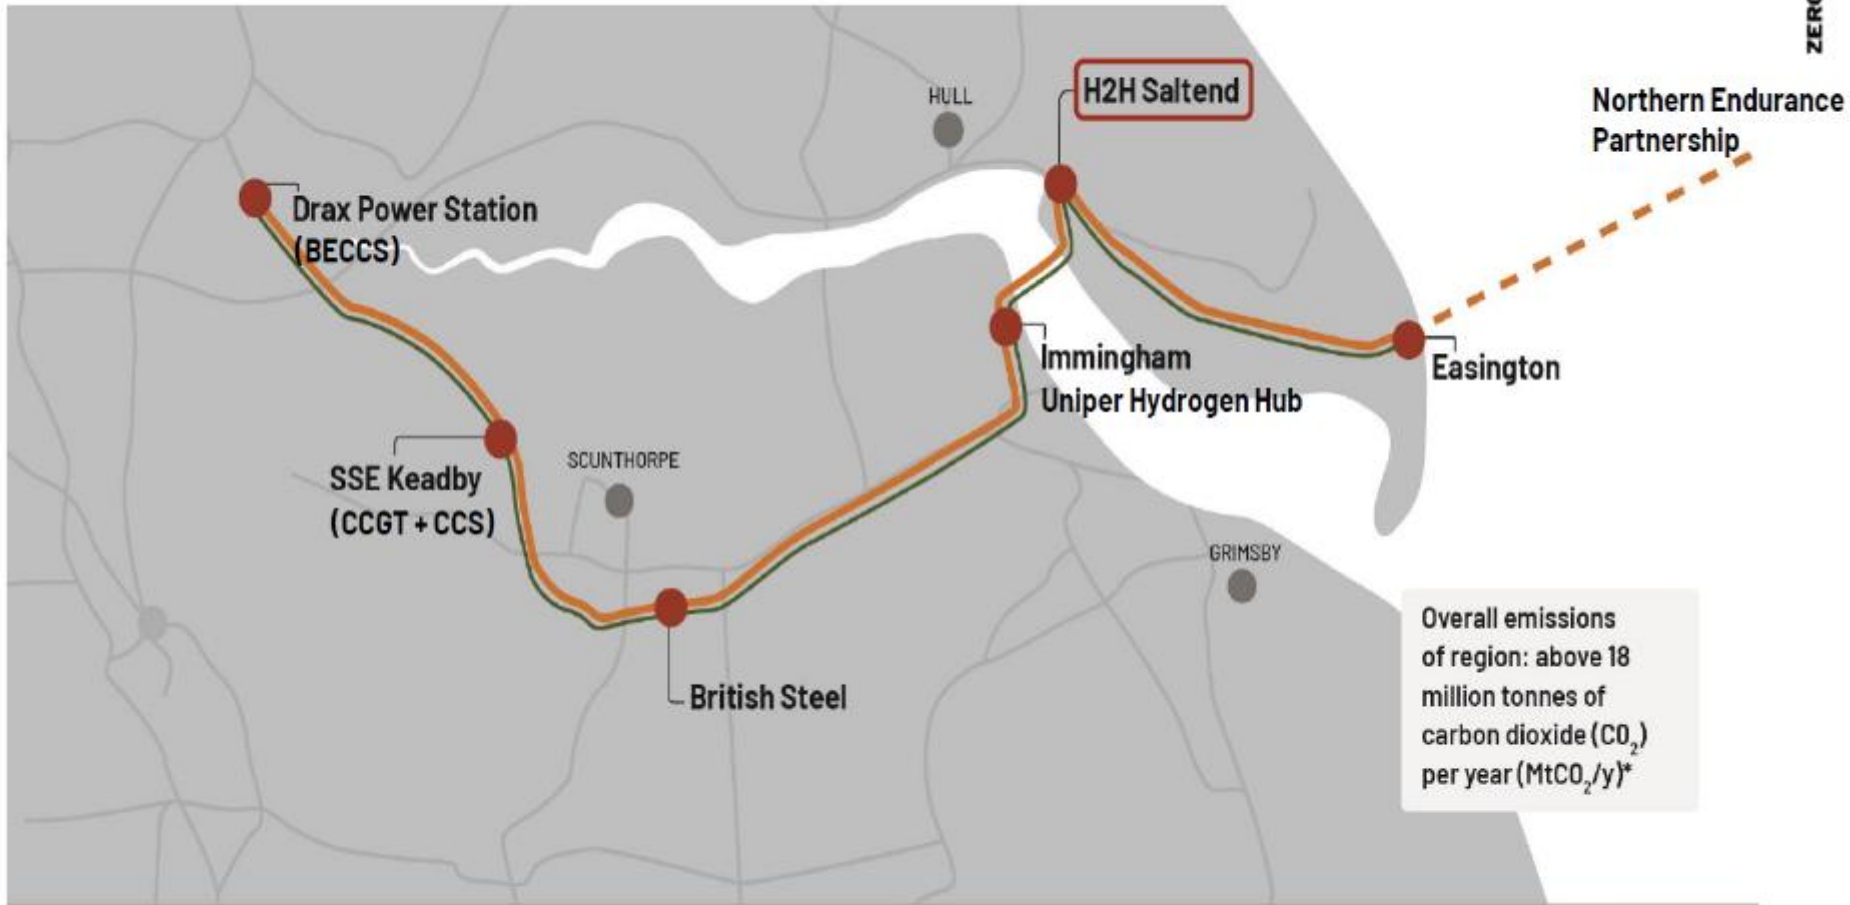 ZERO
Northern Endurance
Partnership
H2H Saltend
HULL
Drax Power Station
(BECCS)
Immingham
Uniper Hydrogen Hub
Easington
SSE Keadby
(CCGT + CCS)
SCUNTHORPE
GRIMSBY
British Steel
Overall emissions
of region: above 18
million tonnes of
carbon dioxide (CO₂)
per year (MtCO₂/y)*